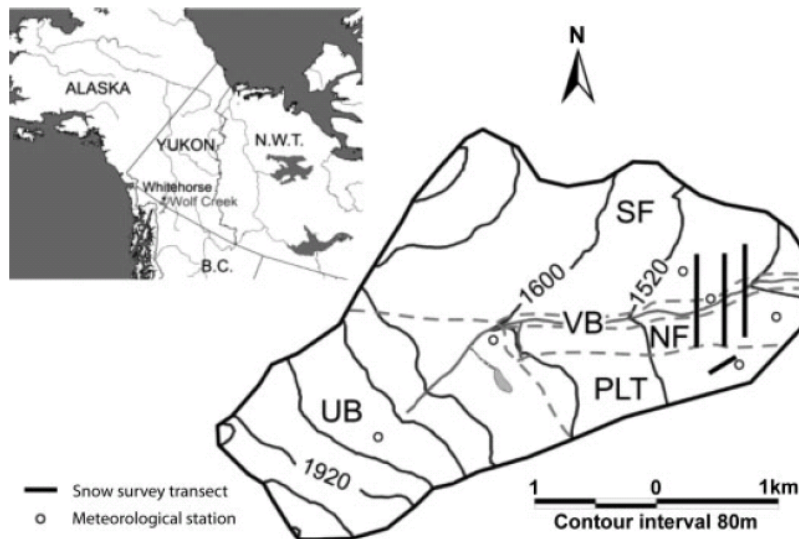 ALASKA
YUKON
N.W.T.
Whitehorse
Wolf Creek
B.C.
N
SF
1600
1520
VB
NF
PLT
UB
1920
Snow survey transect
Meteorological station
1 0 1km
Contour interval 80m